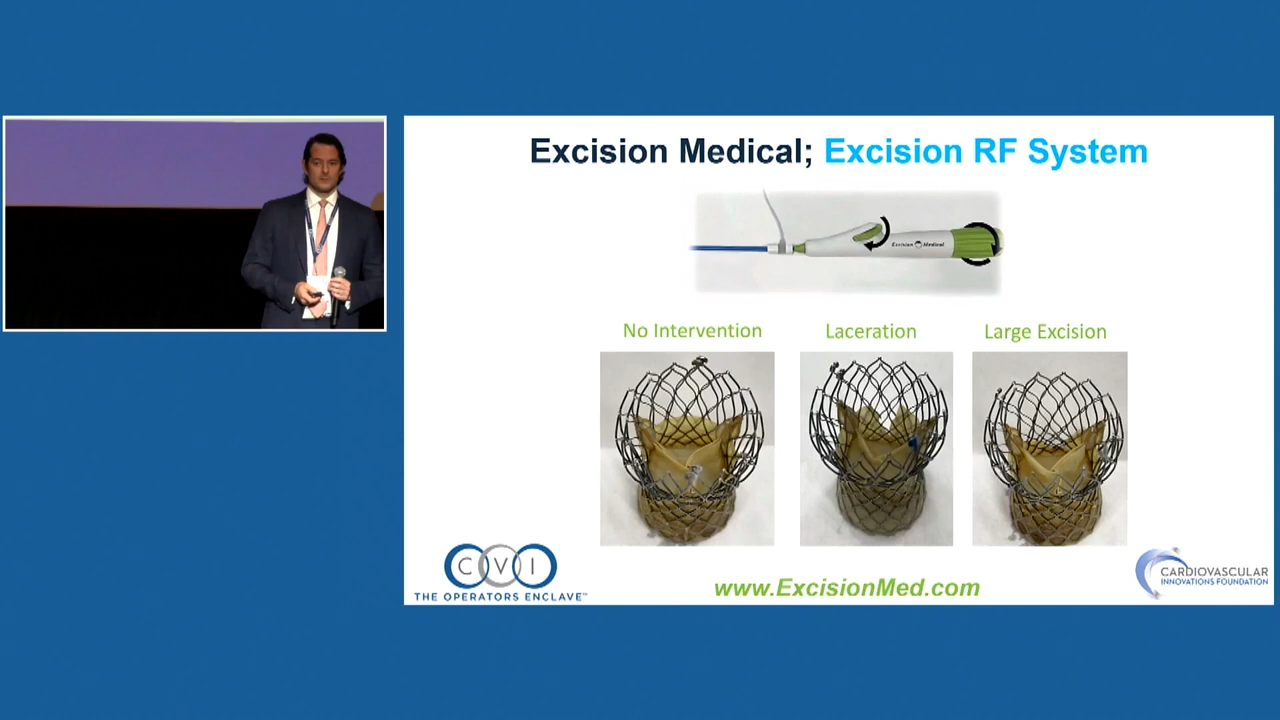 Excision Medical; Excision RF System
Excision Medical
No Intervention
Laceration
Large Excision
CVI
THE OPERATORS ENCLAVE™
www.ExcisionMed.com
CARDIOVASCULAR
INNOVATIONS FOUNDATION